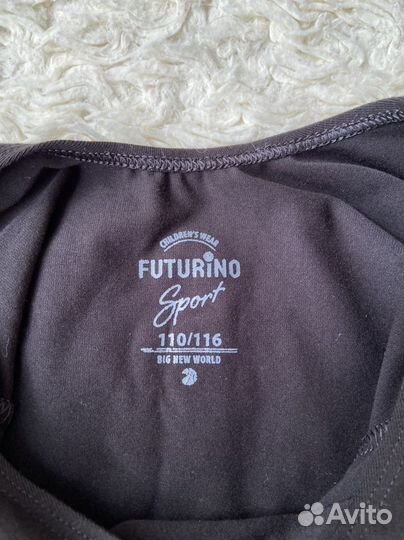 CHILDREN'S WEAR
FUTURINO
Sport
110/116
BIG NEW WORLD
Avito